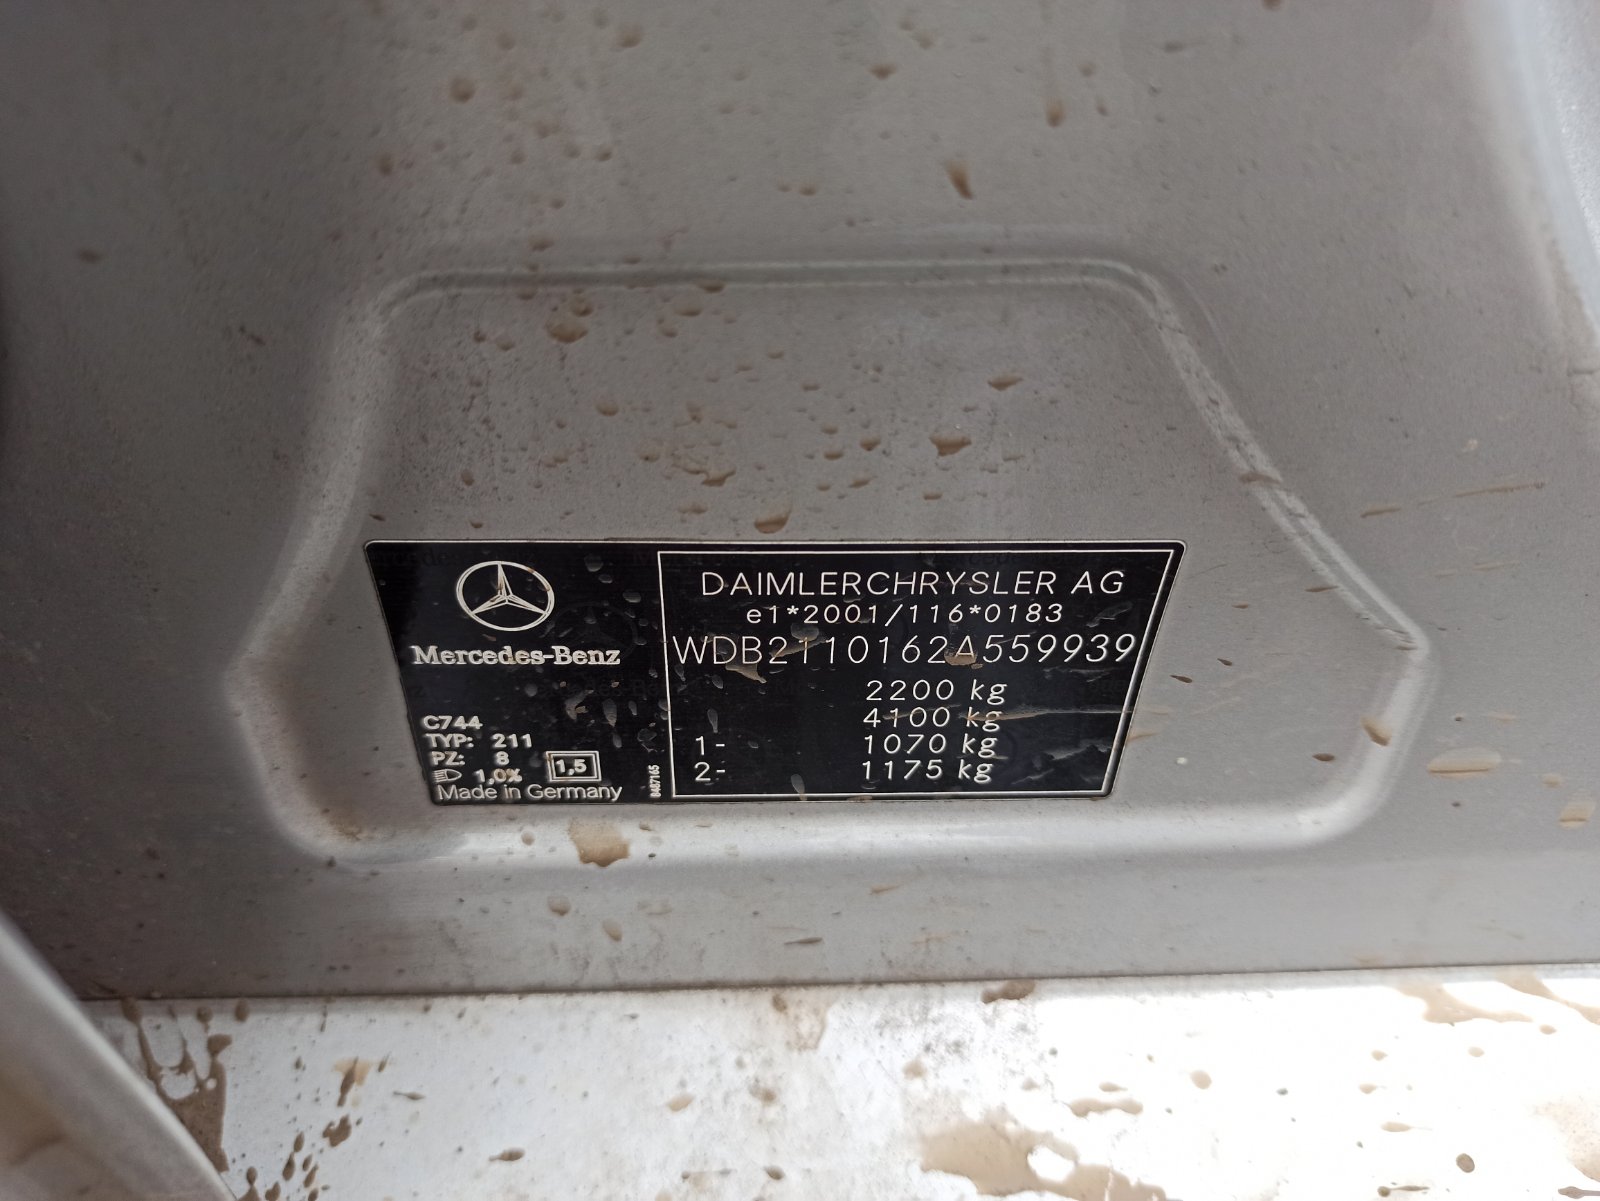 Mercedes-Benz
C744
TYP: 211
PZ: 8
1,0%
1,5
Made in Germany
8487165
DAIMLERCHRYSLER AG
e1*2001/116*0183
WDB2110162A559939
2200 kg
4100 kg
1- 1070 kg
2- 1175 kg